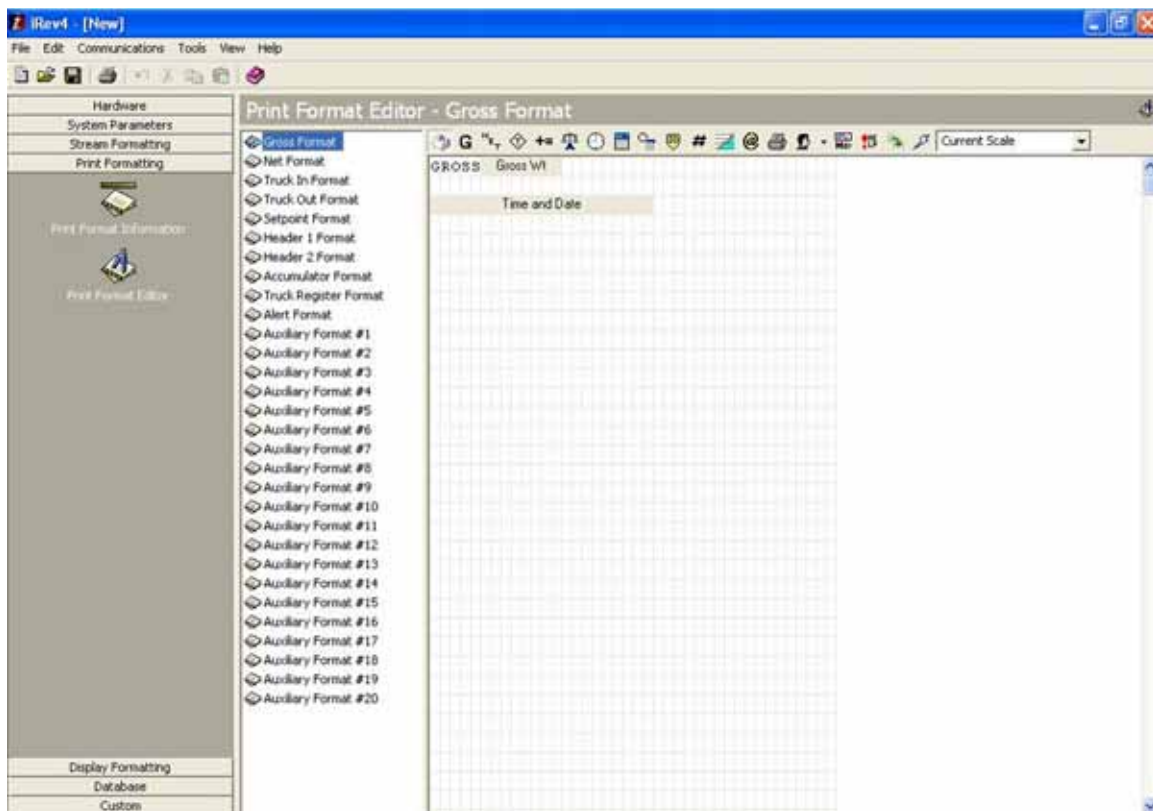 iRev4 - [New]
File Edit Communications Tools View Help
Hardware
System Parameters
Stream Formatting
Print Formatting
Print Format Information
Print Format Editor
Display Formatting
Database
Custom
Print Format Editor - Gross Format
Gross Format
Net Format
Truck In Format
Truck Out Format
Setpoint Format
Header 1 Format
Header 2 Format
Accumulator Format
Truck Register Format
Alert Format
Auxiliary Format #1
Auxiliary Format #2
Auxiliary Format #3
Auxiliary Format #4
Auxiliary Format #5
Auxiliary Format #6
Auxiliary Format #7
Auxiliary Format #8
Auxiliary Format #9
Auxiliary Format #10
Auxiliary Format #11
Auxiliary Format #12
Auxiliary Format #13
Auxiliary Format #14
Auxiliary Format #15
Auxiliary Format #16
Auxiliary Format #17
Auxiliary Format #18
Auxiliary Format #19
Auxiliary Format #20
G += # @ Current Scale
GROSS Gross Wt
Time and Date